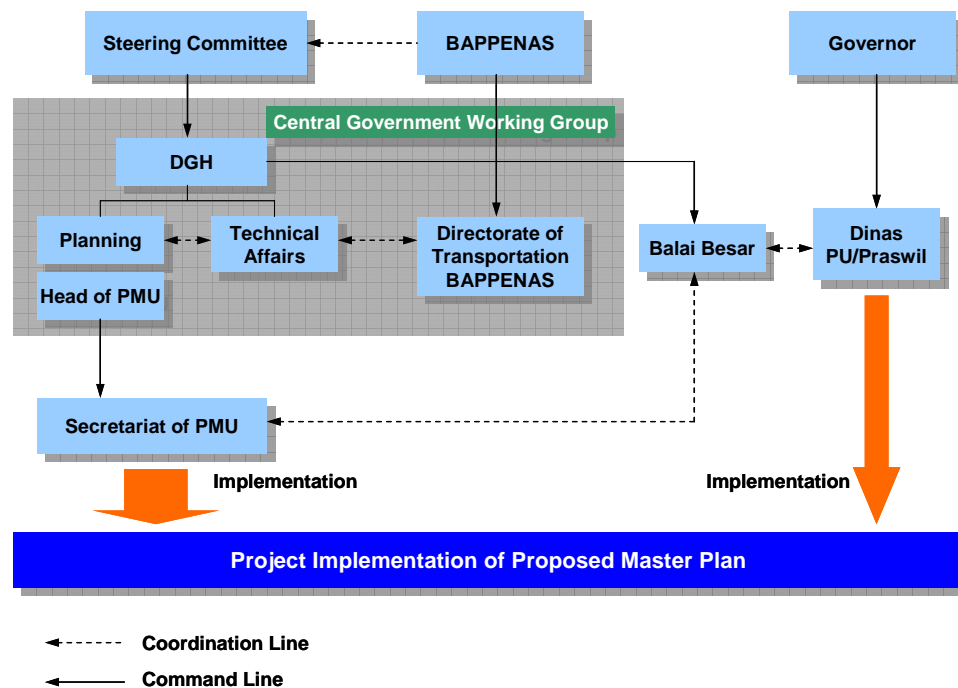 Steering Committee
BAPPENAS
Governor
Central Government Working Group
DGH
Planning
Technical
Affairs
Directorate of
Transportation
BAPPENAS
Balai Besar
Dinas
PU/Praswil
Head of PMU
Secretariat of PMU
Implementation
Implementation
Project Implementation of Proposed Master Plan
Coordination Line
Command Line